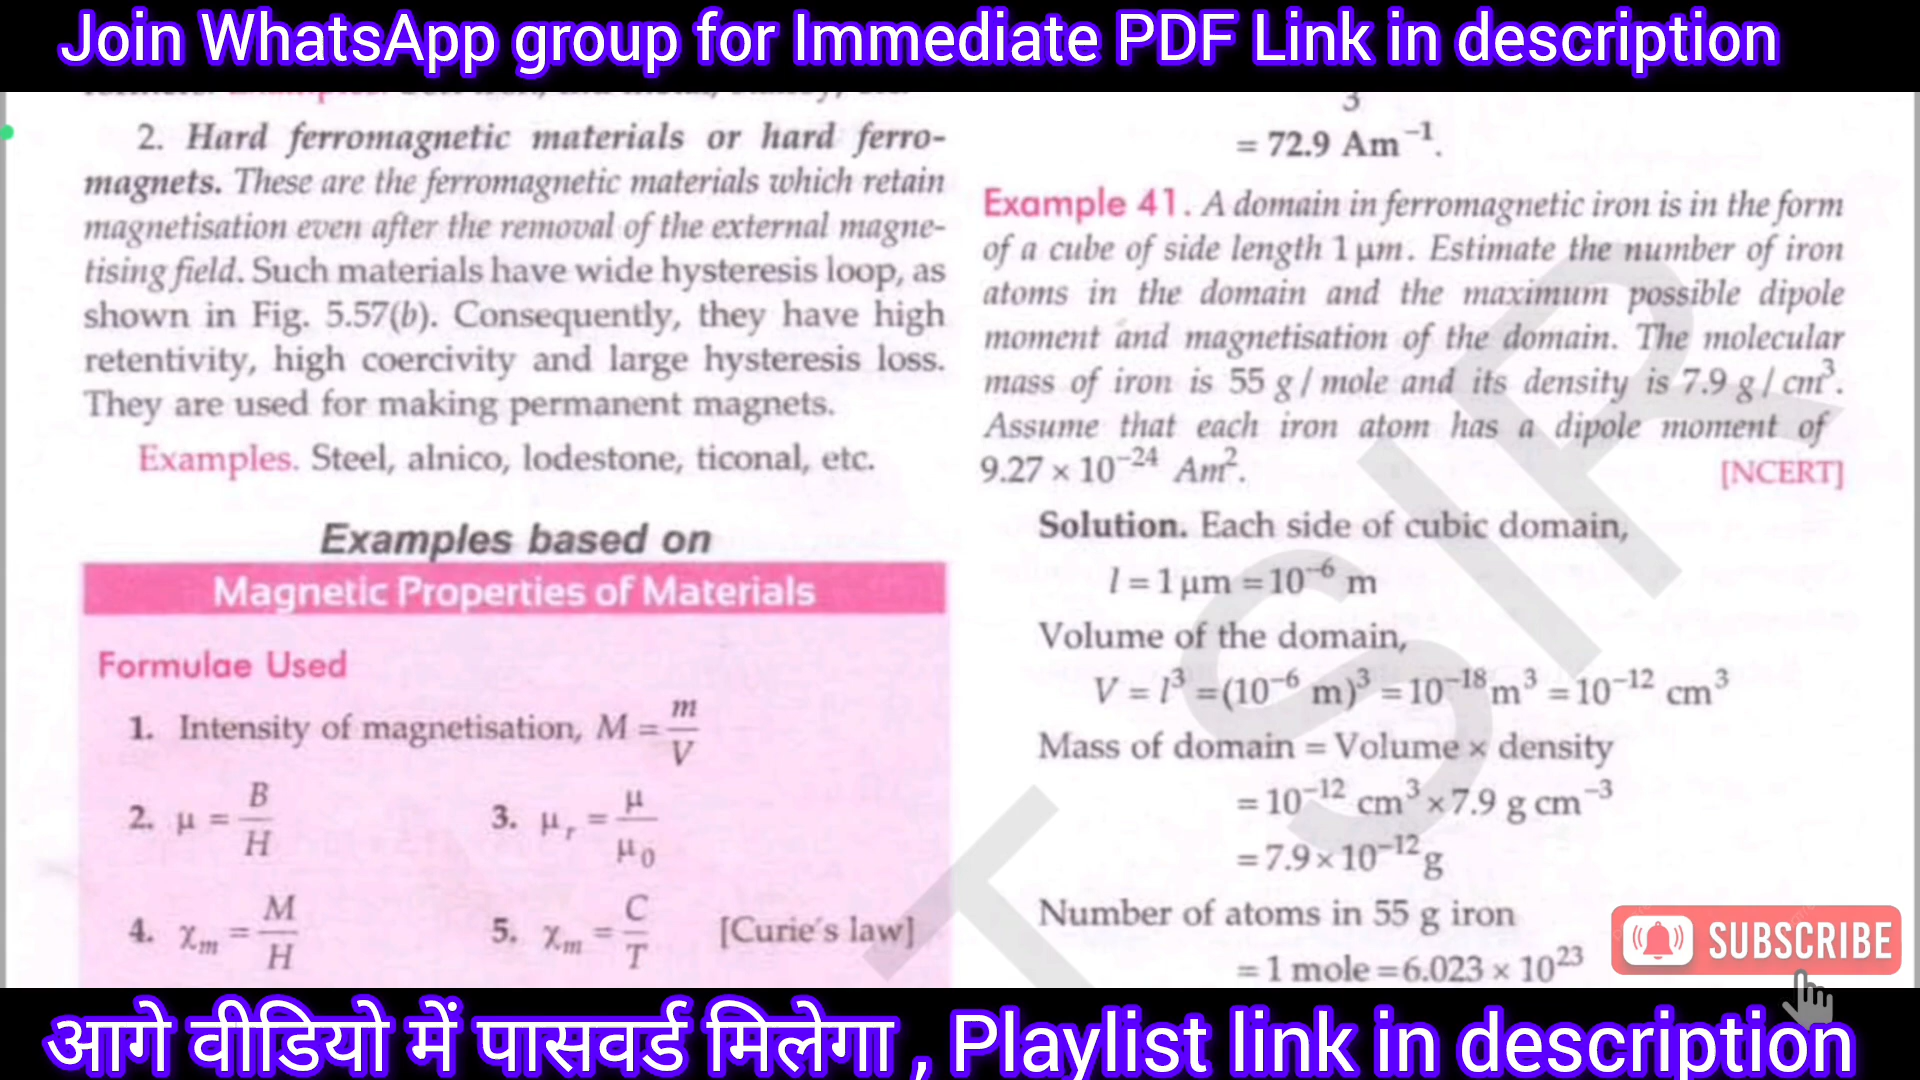 Join WhatsApp group for Immediate PDF Link in description
2. Hard ferromagnetic materials or hard ferro-
magnets. These are the ferromagnetic materials which retain
magnetisation even after the removal of the external magne-
tising field. Such materials have wide hysteresis loop, as
shown in Fig. 5.57(b). Consequently, they have high
retentivity, high coercivity and large hysteresis loss.
They are used for making permanent magnets.
Examples. Steel, alnico, lodestone, ticonal, etc.
Examples based on
Magnetic Properties of Materials
Formulae Used
1. Intensity of magnetisation, M = m/V
2. μ = B/H 3. μr = μ/μ0
4. χm = M/H 5. χm = C/T [Curie's law]
3
= 72.9 Am⁻¹.
Example 41. A domain in ferromagnetic iron is in the form
of a cube of side length 1 μm. Estimate the number of iron
atoms in the domain and the maximum possible dipole
moment and magnetisation of the domain. The molecular
mass of iron is 55 g / mole and its density is 7.9 g / cm³.
Assume that each iron atom has a dipole moment of
9.27 × 10⁻²⁴ Am². [NCERT]
Solution. Each side of cubic domain,
l = 1 μm = 10⁻⁶ m
Volume of the domain,
V = l³ = (10⁻⁶ m)³ = 10⁻¹⁸ m³ = 10⁻¹² cm³
Mass of domain = Volume × density
= 10⁻¹² cm³ × 7.9 g cm⁻³
= 7.9 × 10⁻¹² g
Number of atoms in 55 g iron
= 1 mole = 6.023 × 10²³
T SIR
SUBSCRIBE
आगे वीडियो में पासवर्ड मिलेगा , Playlist link in description